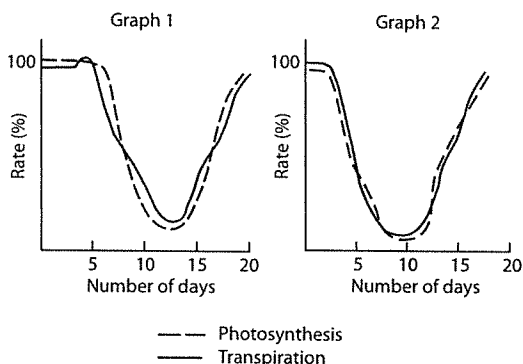 Graph 1
100
Rate (%)
5 10 15 20
Number of days
Graph 2
100
Rate (%)
5 10 15 20
Number of days
Photosynthesis
Transpiration